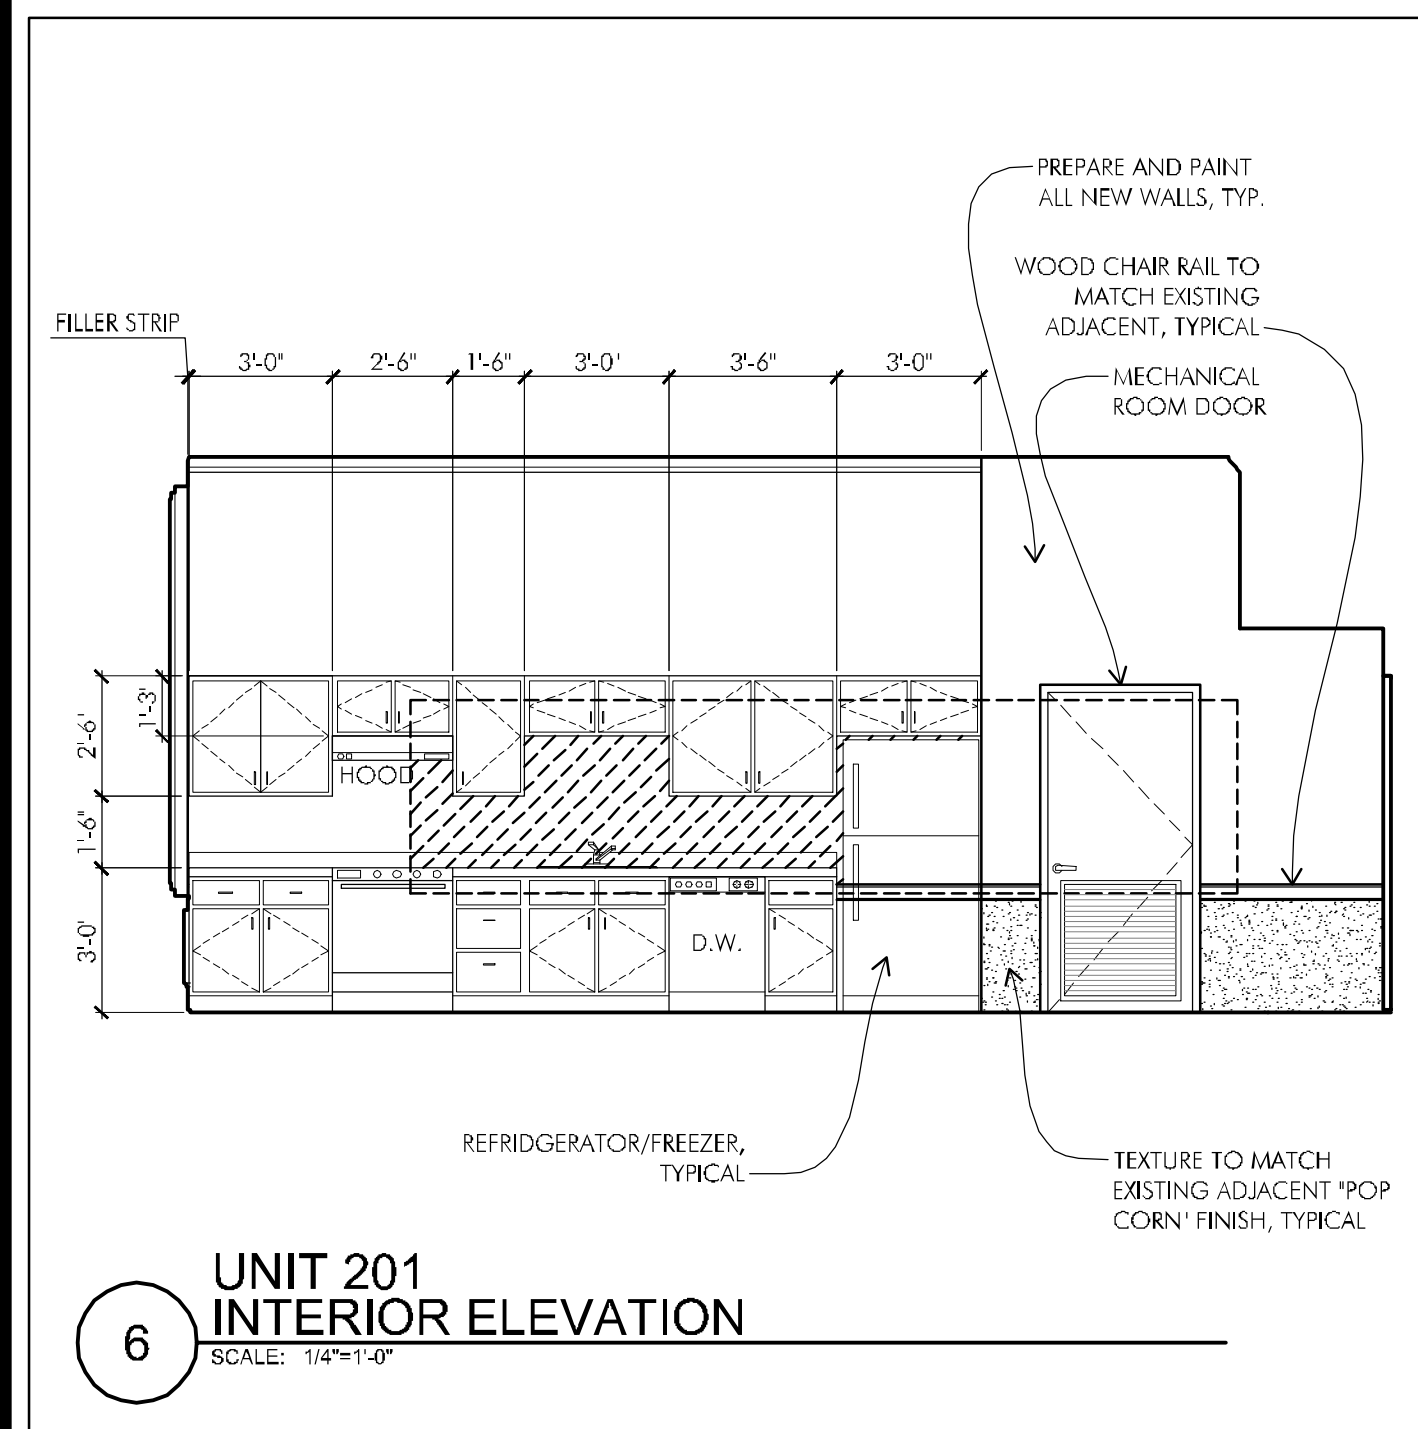 PREPARE AND PAINT
ALL NEW WALLS, TYP.
WOOD CHAIR RAIL TO
MATCH EXISTING
ADJACENT, TYPICAL
FILLER STRIP
3'-0" 2'-6" 1'-6" 3'-0' 3'-6" 3'-0"
MECHANICAL
ROOM DOOR
1'-3'
2'-6'
HOOD
1'-6"
3'-0'
D.W.
REFRIDGERATOR/FREEZER,
TYPICAL
TEXTURE TO MATCH
EXISTING ADJACENT "POP
CORN' FINISH, TYPICAL
6
UNIT 201
INTERIOR ELEVATION
SCALE: 1/4"=1'-0"